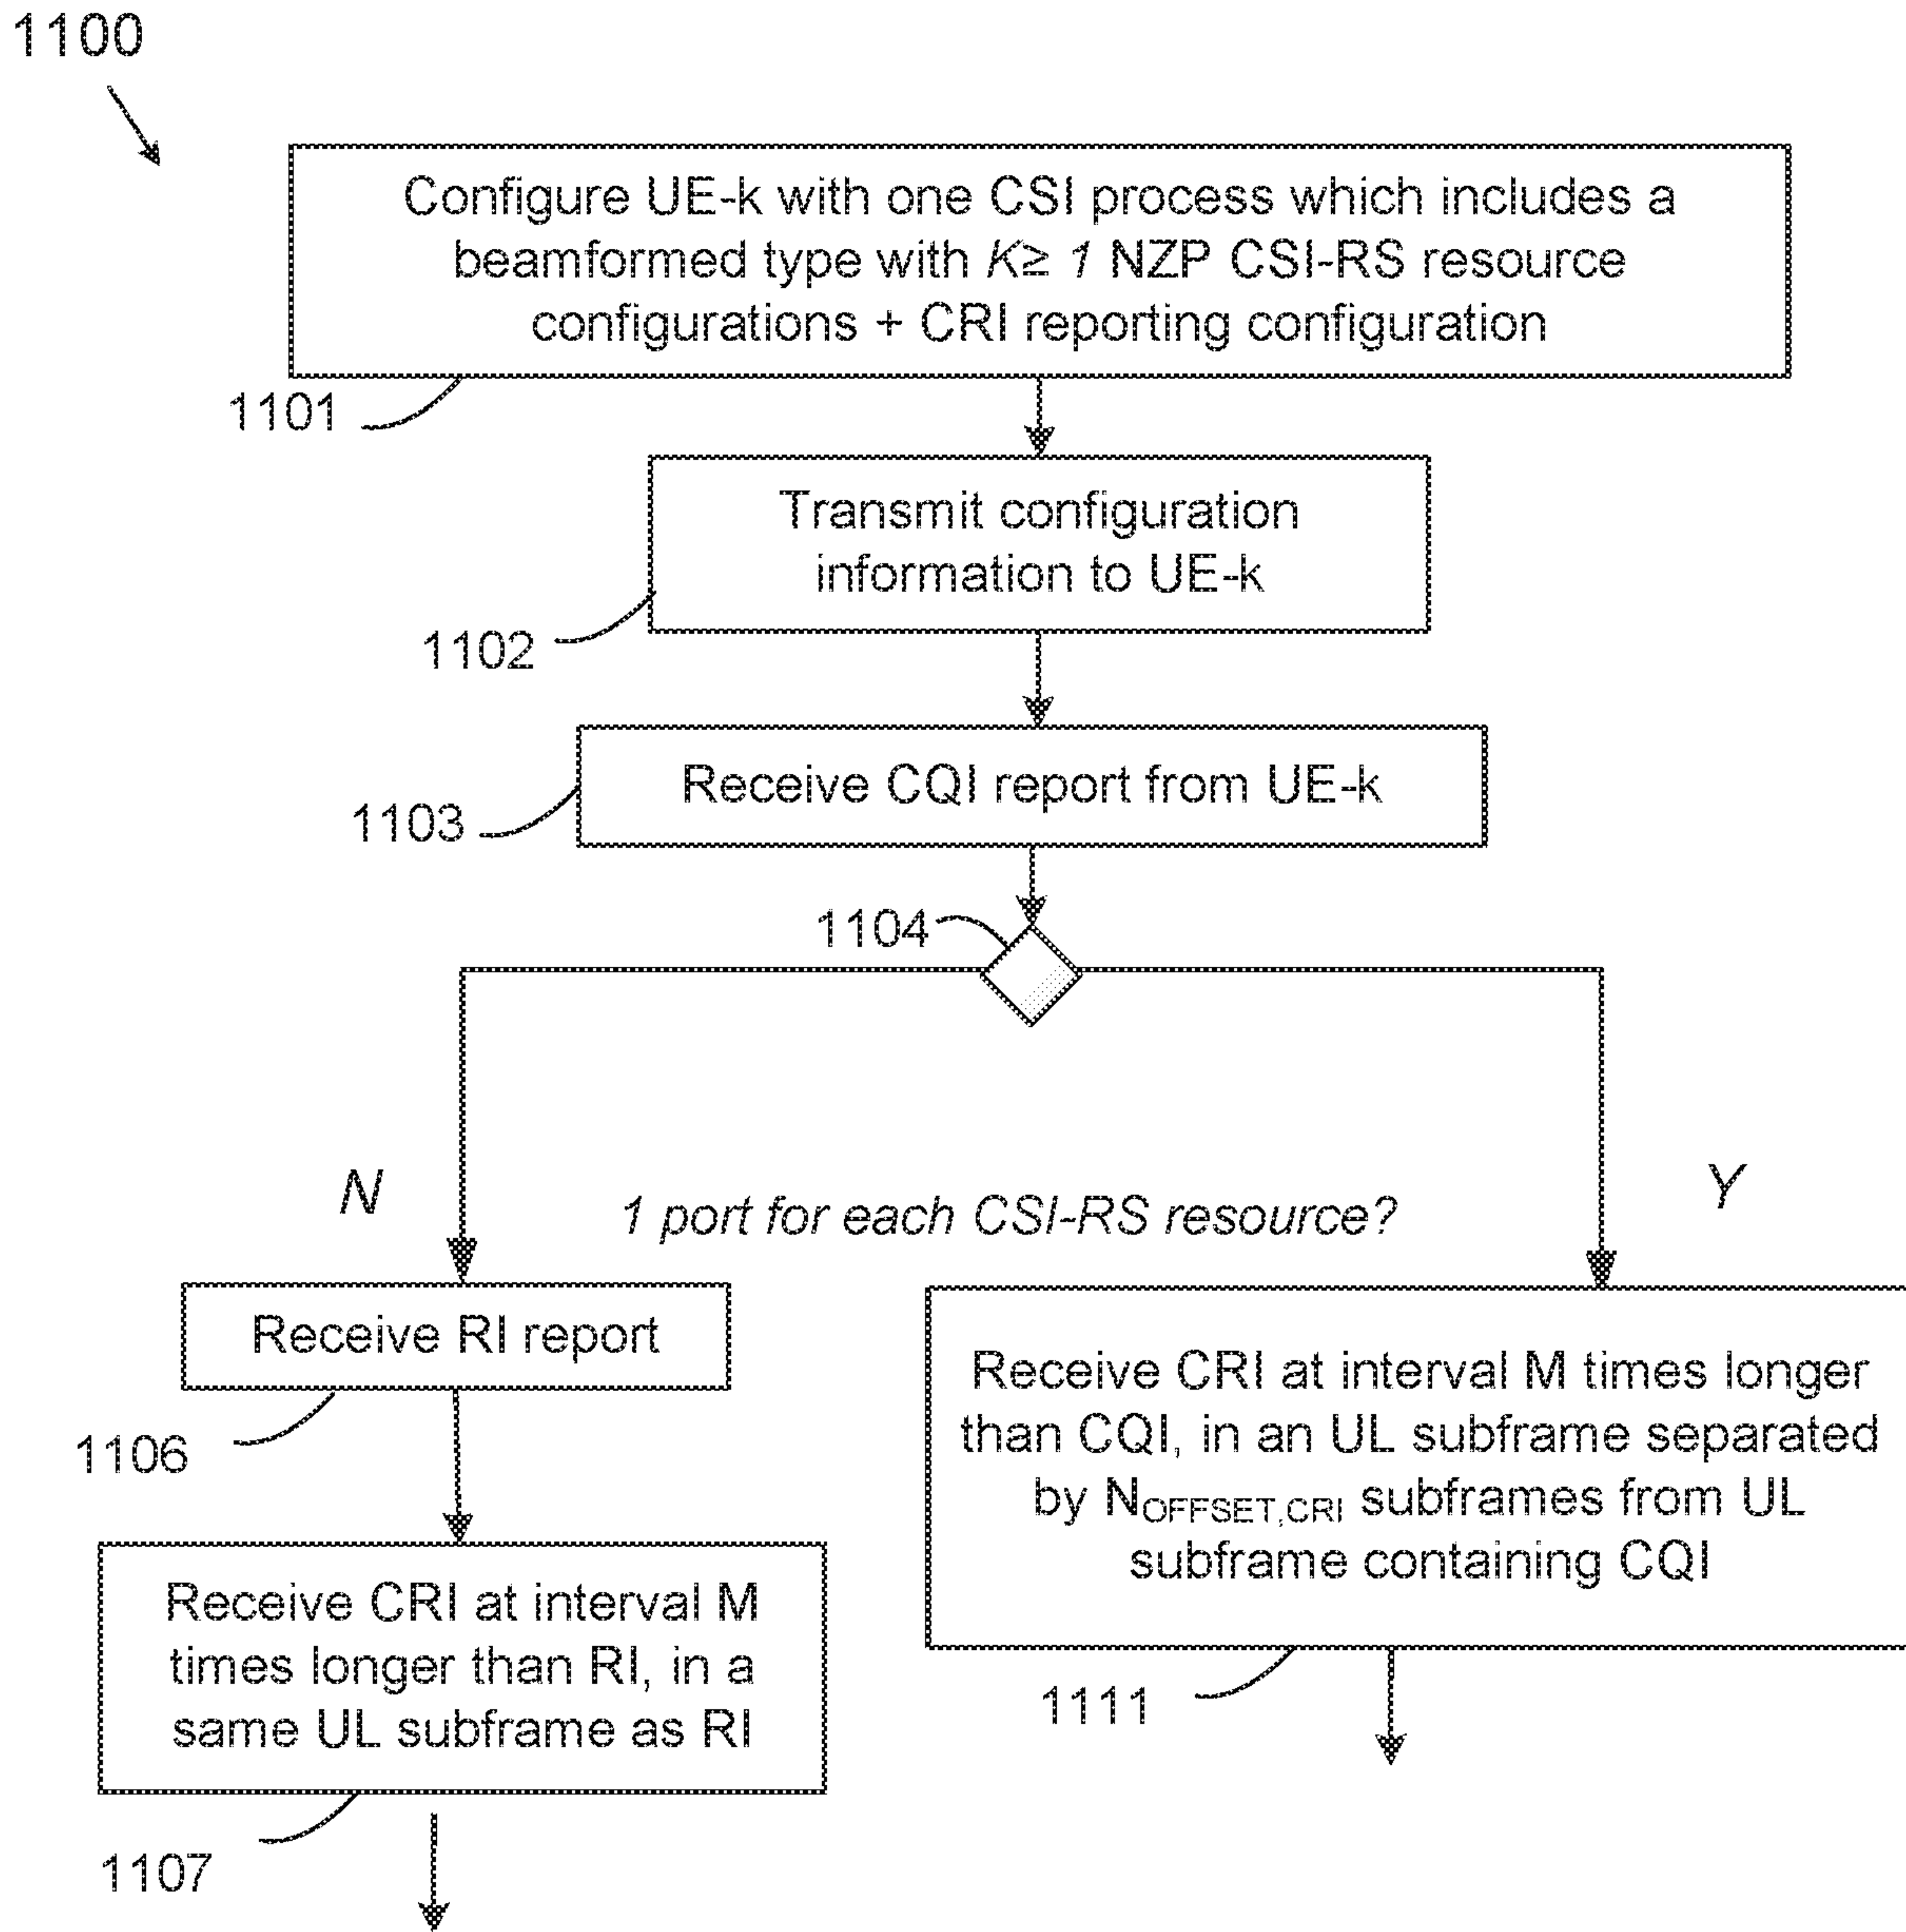 1100
Configure UE-k with one CSI process which includes a
beamformed type with K≥ 1 NZP CSI-RS resource
configurations + CRI reporting configuration
1101
Transmit configuration
information to UE-k
1102
Receive CQI report from UE-k
1103
1104
N
1 port for each CSI-RS resource?
Y
Receive RI report
1106
Receive CRI at interval M times longer
than CQI, in an UL subframe separated
by NOFFSET,CRI subframes from UL
subframe containing CQI
1111
Receive CRI at interval M
times longer than RI, in a
same UL subframe as RI
1107